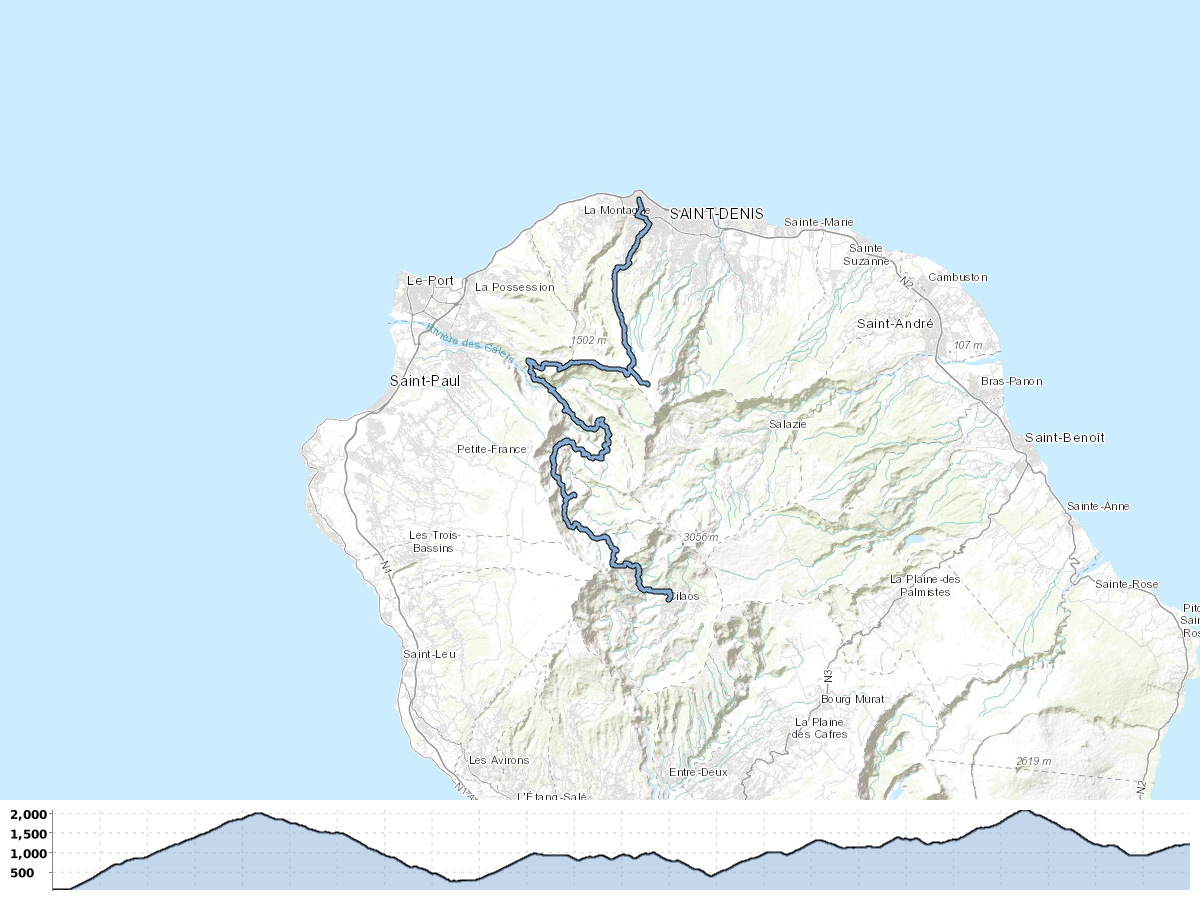 La Montagne
SAINT-DENIS
Sainte-Marie
Sainte
Suzanne
Cambuston
N2
Le Port
La Possession
Rivière des Galets
1502 m
Saint-André
107 m
Saint-Paul
Bras-Panon
Salazie
Petite-France
Saint-Benoît
Sainte-Anne
Les Trois-
Bassins
3056 m
N1
La Plaine-des
Palmistes
Sainte-Rose
Cilaos
Pito
Sain
Ros
Saint-Leu
N3
Bourg Murat
La Plaine
des Cafres
Les Avirons
Entre-Deux
2619 m
N2
N1
L'Étang-Salé
2,000
1,500
1,000
500